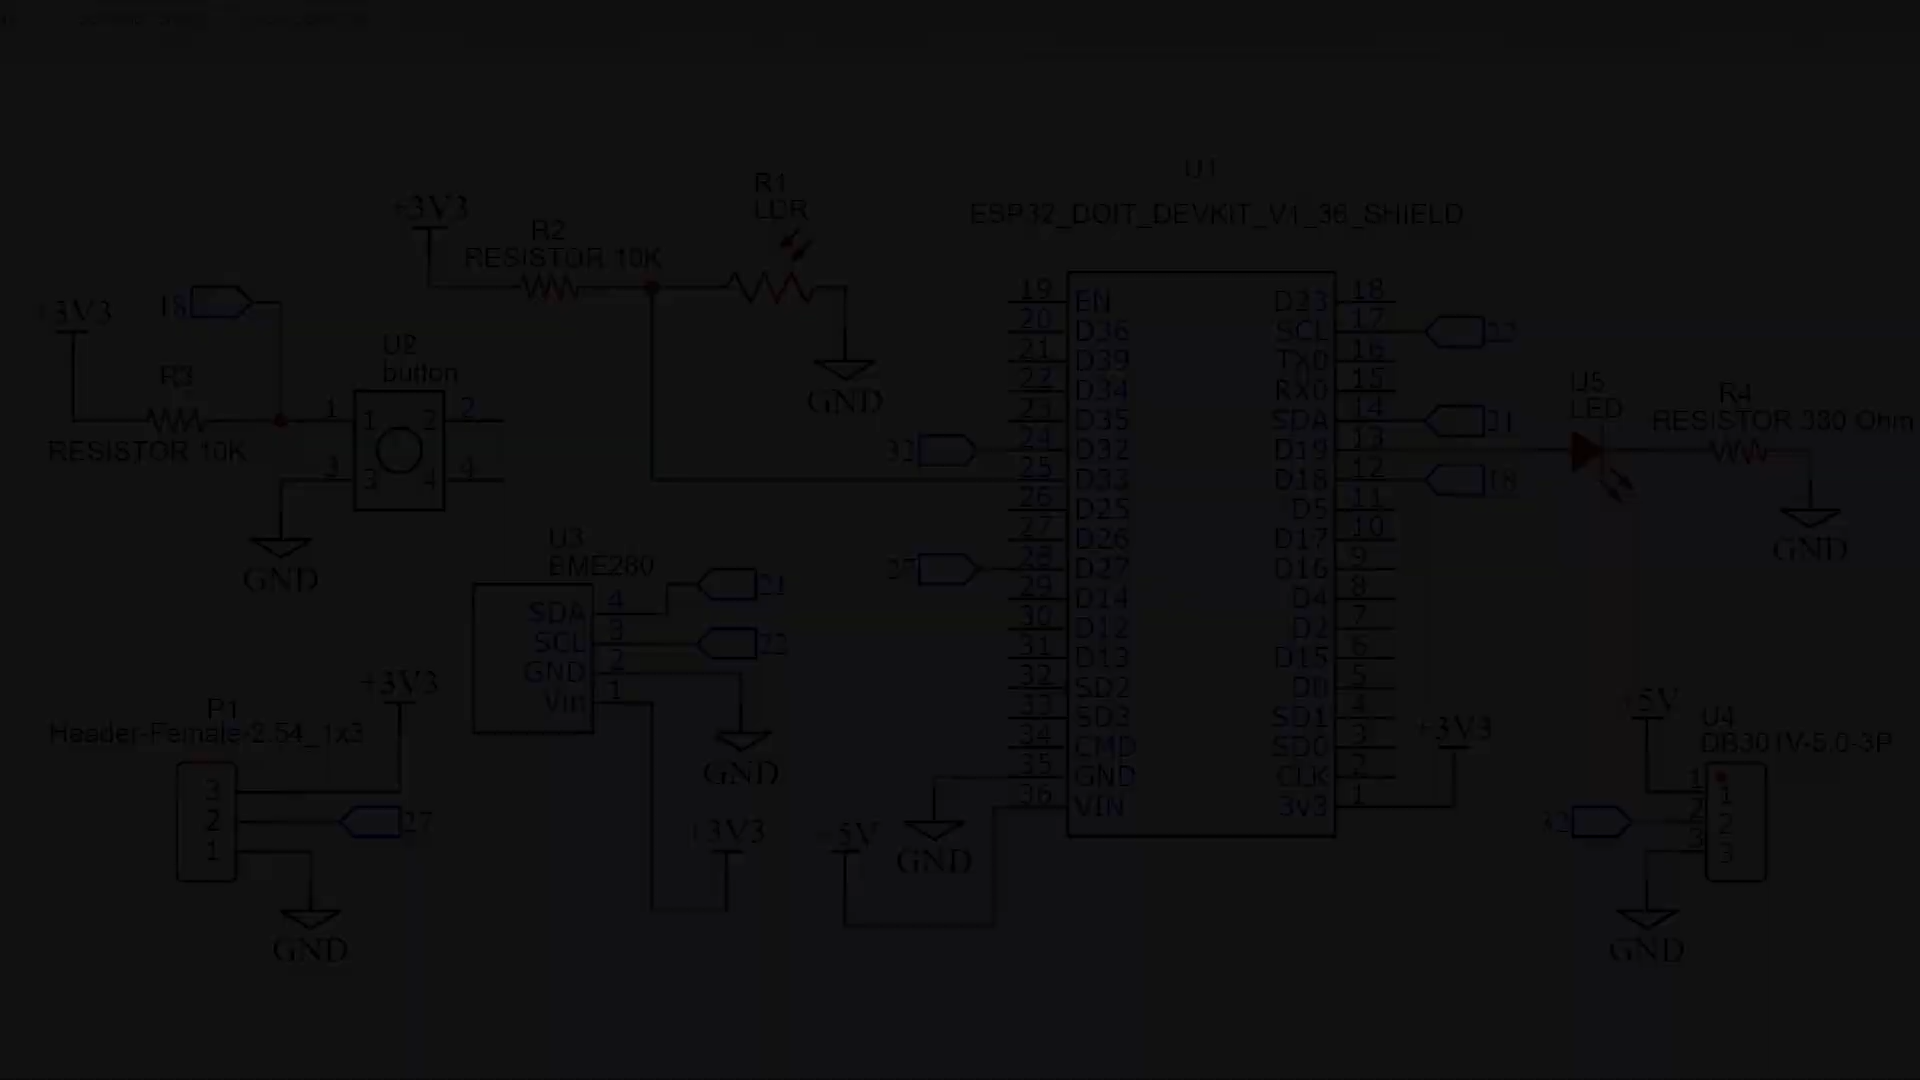 U1
ESP32_DOIT_DEVKIT_V1_36_SHIELD
+3V3
R2
RESISTOR 10K
R1
LDR
GND
+3V3
18
R3
RESISTOR 10K
U2
button
1 1 2 2
3 3 4 4
GND
19 EN D23 18
20 D36 SCL 17 22
21 D39 TX0 16
22 D34 RX0 15
23 D35 SDA 14 21
32 24 D32 D19 13
25 D33 D18 12 18
26 D25 D5 11
27 D26 D17 10
27 28 D27 D16 9
29 D14 D4 8
30 D12 D2 7
31 D13 D15 6
32 SD2 D0 5
33 SD3 SD1 4
34 CMD SD0 3
35 GND CLK 2
36 VIN 3v3 1
+3V3
GND
+5V
U5
LED
R4
RESISTOR 330 Ohm
GND
U3
BME280
SDA 4 21
SCL 3 22
GND 2
Vin 1
GND
+3V3
P1
Header-Female-2.54_1x3
+3V3
3
2 27
1
GND
+5V
U4
DB301V-5.0-3P
1 1
32 2 2
3 3
GND